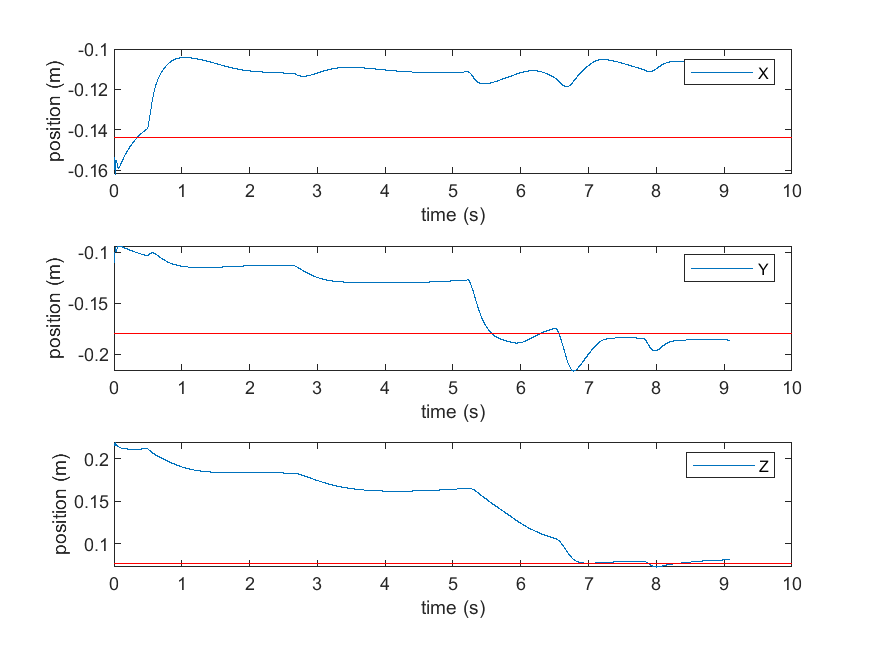 position (m)
-0.1
-0.12
-0.14
-0.16
X
0 1 2 3 4 5 6 7 8 9 10
time (s)
position (m)
-0.1
-0.15
-0.2
Y
0 1 2 3 4 5 6 7 8 9 10
time (s)
position (m)
0.2
0.15
0.1
Z
0 1 2 3 4 5 6 7 8 9 10
time (s)